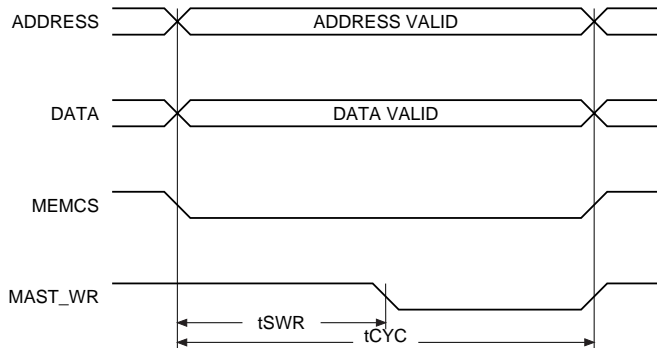 ADDRESS ADDRESS VALID
DATA DATA VALID
MEMCS
MAST_WR
tSWR
tCYC